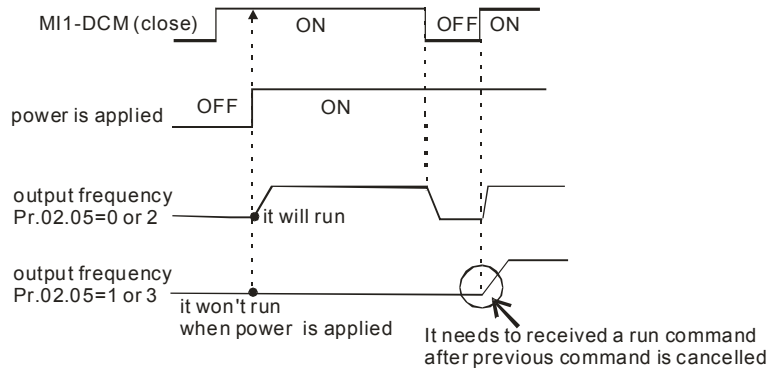 MI1-DCM (close)
ON
OFF
ON
power is applied
OFF
ON
output frequency
Pr.02.05=0 or 2
it will run
output frequency
Pr.02.05=1 or 3
it won't run
when power is applied
It needs to received a run command
after previous command is cancelled